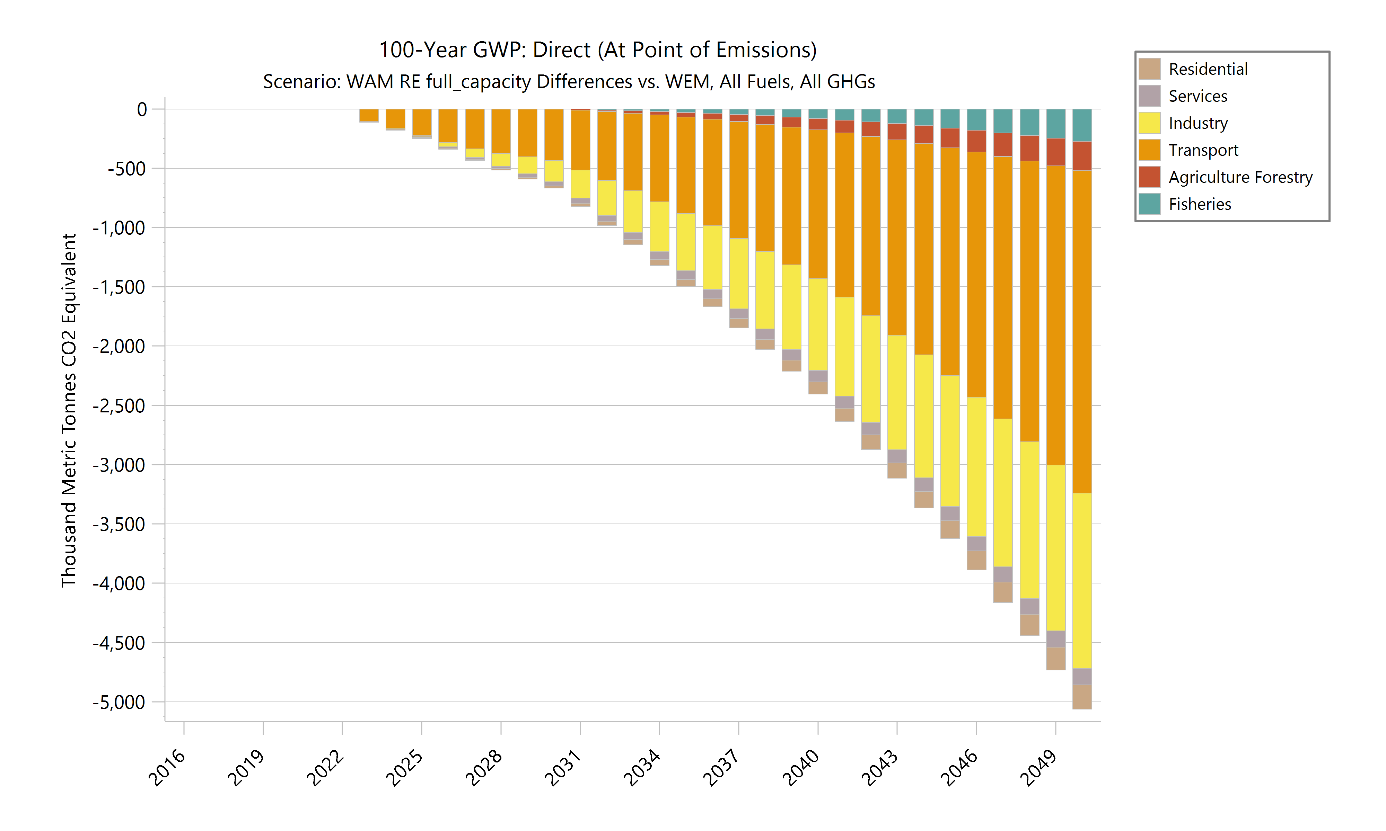 100-Year GWP: Direct (At Point of Emissions)
Scenario: WAM RE full_capacity Differences vs. WEM, All Fuels, All GHGs
Residential
Services
Industry
Transport
Agriculture Forestry
Fisheries
Thousand Metric Tonnes CO2 Equivalent
0
-500
-1,000
-1,500
-2,000
-2,500
-3,000
-3,500
-4,000
-4,500
-5,000
2016
2019
2022
2025
2028
2031
2034
2037
2040
2043
2046
2049